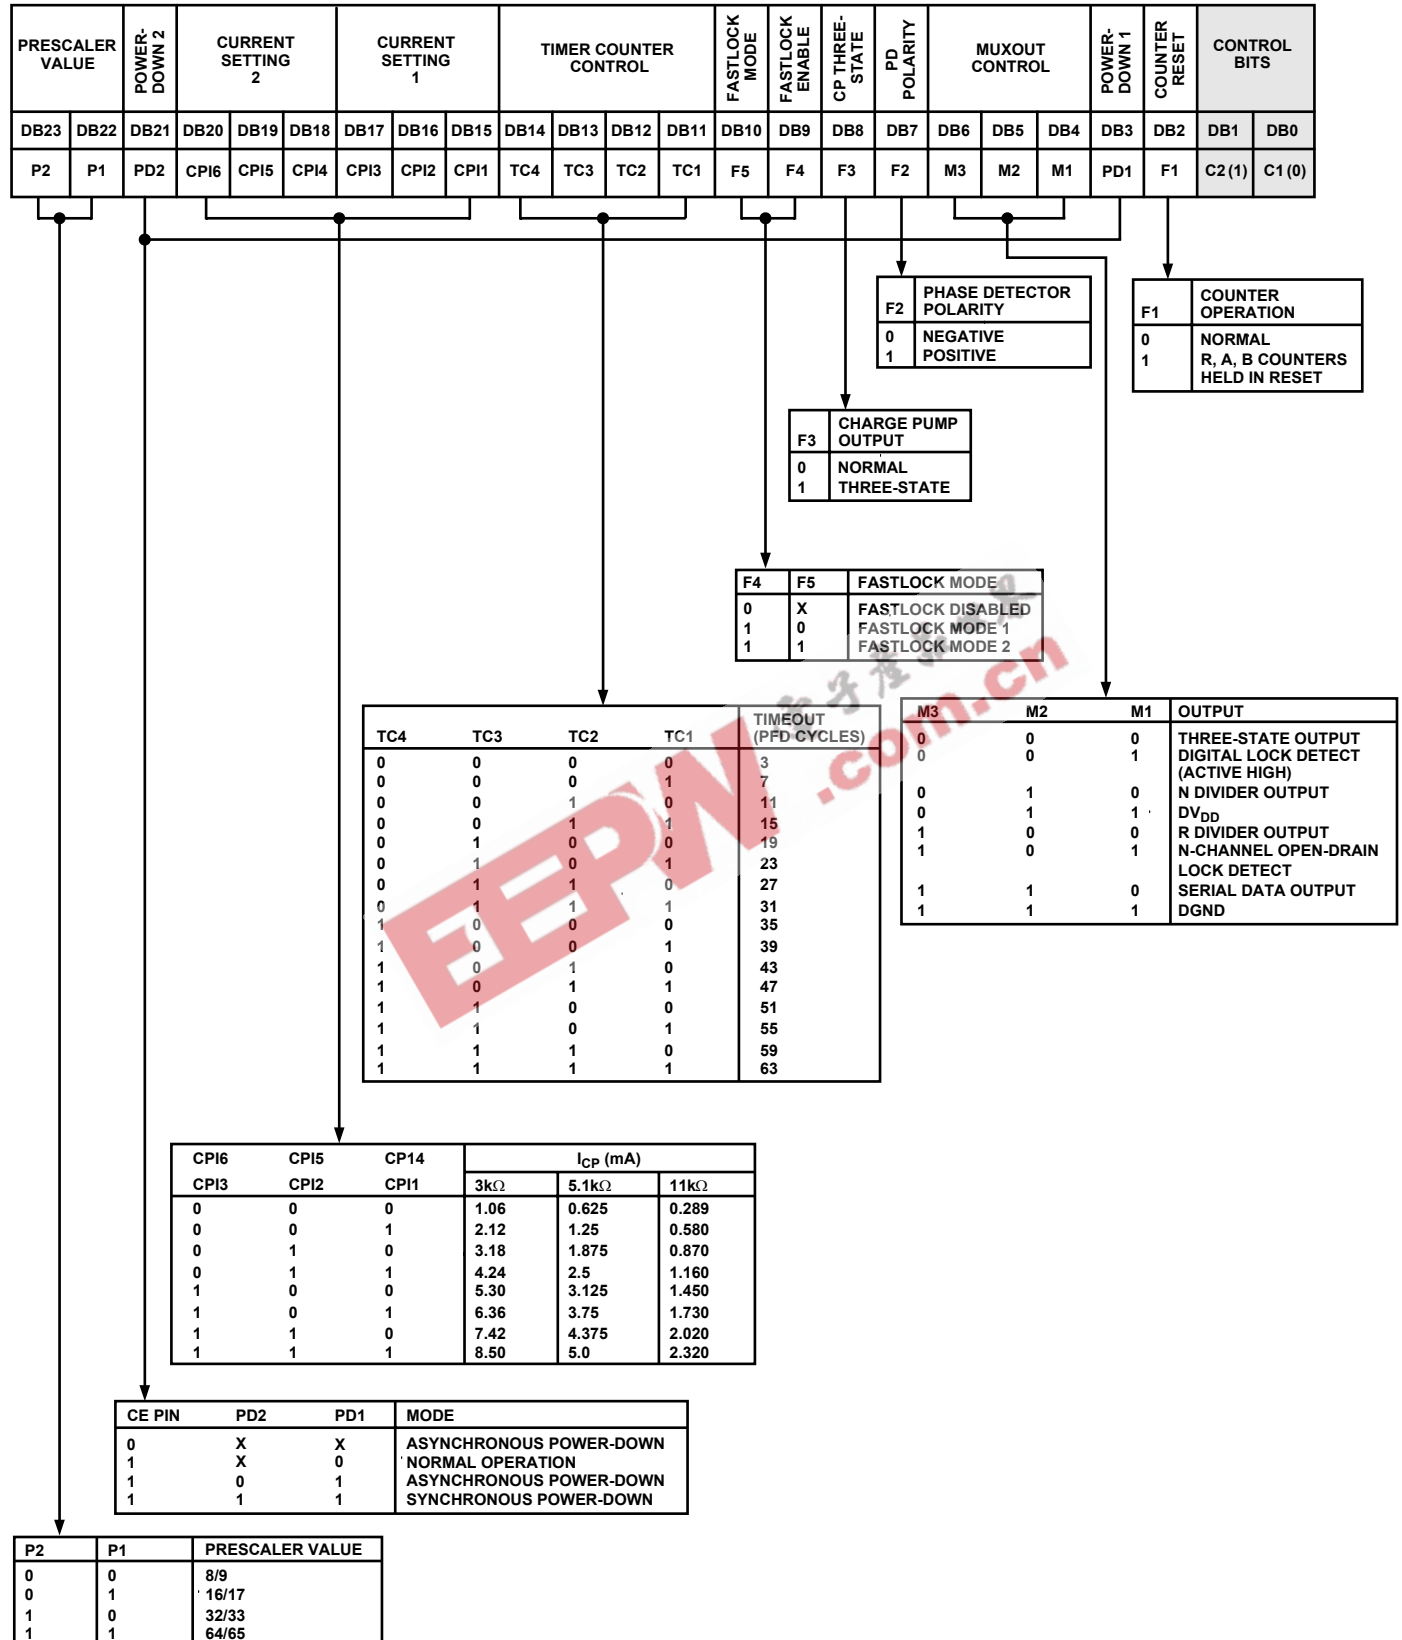 PRESCALER VALUE
POWER-DOWN 2
CURRENT SETTING 2
CURRENT SETTING 1
TIMER COUNTER CONTROL
FASTLOCK MODE
FASTLOCK ENABLE
CP THREE-STATE
PD POLARITY
MUXOUT CONTROL
POWER-DOWN 1
COUNTER RESET
CONTROL BITS
DB23 DB22 DB21 DB20 DB19 DB18 DB17 DB16 DB15 DB14 DB13 DB12 DB11 DB10 DB9 DB8 DB7 DB6 DB5 DB4 DB3 DB2 DB1 DB0
P2 P1 PD2 CPI6 CPI5 CPI4 CPI3 CPI2 CPI1 TC4 TC3 TC2 TC1 F5 F4 F3 F2 M3 M2 M1 PD1 F1 C2 (1) C1 (0)
F2 PHASE DETECTOR POLARITY
0 NEGATIVE
1 POSITIVE
F1 COUNTER OPERATION
0 NORMAL
1 R, A, B COUNTERS
HELD IN RESET
F3 CHARGE PUMP OUTPUT
0 NORMAL
1 THREE-STATE
F4 F5 FASTLOCK MODE
0 X FASTLOCK DISABLED
1 0 FASTLOCK MODE 1
1 1 FASTLOCK MODE 2
TC4 TC3 TC2 TC1 TIMEOUT (PFD CYCLES)
0 0 0 0 3
0 0 0 1 7
0 0 1 0 11
0 0 1 1 15
0 1 0 0 19
0 1 0 1 23
0 1 1 0 27
0 1 1 1 31
1 0 0 0 35
1 0 0 1 39
1 0 1 0 43
1 0 1 1 47
1 1 0 0 51
1 1 0 1 55
1 1 1 0 59
1 1 1 1 63
M3 M2 M1 OUTPUT
0 0 0 THREE-STATE OUTPUT
0 0 1 DIGITAL LOCK DETECT
(ACTIVE HIGH)
0 1 0 N DIVIDER OUTPUT
0 1 1 DVDD
1 0 0 R DIVIDER OUTPUT
1 0 1 N-CHANNEL OPEN-DRAIN
LOCK DETECT
1 1 0 SERIAL DATA OUTPUT
1 1 1 DGND
EEPW
.com.cn
CPI6 CPI5 CP14 ICP (mA)
CPI3 CPI2 CPI1 3kΩ 5.1kΩ 11kΩ
0 0 0 1.06 0.625 0.289
0 0 1 2.12 1.25 0.580
0 1 0 3.18 1.875 0.870
0 1 1 4.24 2.5 1.160
1 0 0 5.30 3.125 1.450
1 0 1 6.36 3.75 1.730
1 1 0 7.42 4.375 2.020
1 1 1 8.50 5.0 2.320
CE PIN PD2 PD1 MODE
0 X X ASYNCHRONOUS POWER-DOWN
1 X 0 NORMAL OPERATION
1 0 1 ASYNCHRONOUS POWER-DOWN
1 1 1 SYNCHRONOUS POWER-DOWN
P2 P1 PRESCALER VALUE
0 0 8/9
0 1 16/17
1 0 32/33
1 1 64/65